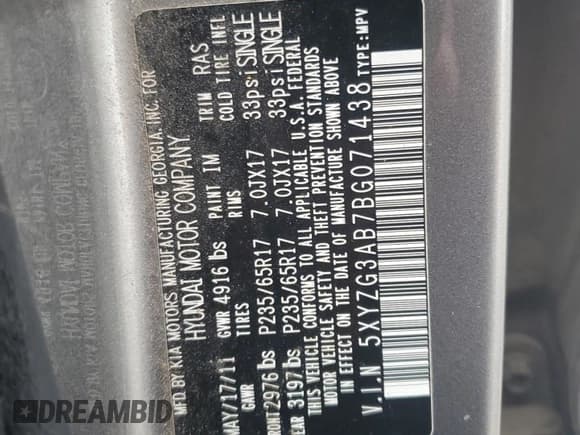 MFD BY KIA MOTORS MANUFACTURING GEORGIA, INC. FOR
HYUNDAI MOTOR COMPANY
MAY/17/11 GVWR 4916 lbs PAINT IM TRIM RAS
GAWR TIRES RIMS COLD TIRE INFL
2976 lbs P235/65R17 7.0JX17 33psi SINGLE
3197 lbs P235/65R17 7.0JX17 33psi SINGLE
THIS VEHICLE CONFORMS TO ALL APPLICABLE U.S.A. FEDERAL
MOTOR VEHICLE SAFETY AND THEFT PREVENTION STANDARDS
IN EFFECT ON THE DATE OF MANUFACTURE SHOWN ABOVE
V.I.N 5XYZG3AB7BG071438 TYPE:MPV
DREAMBID